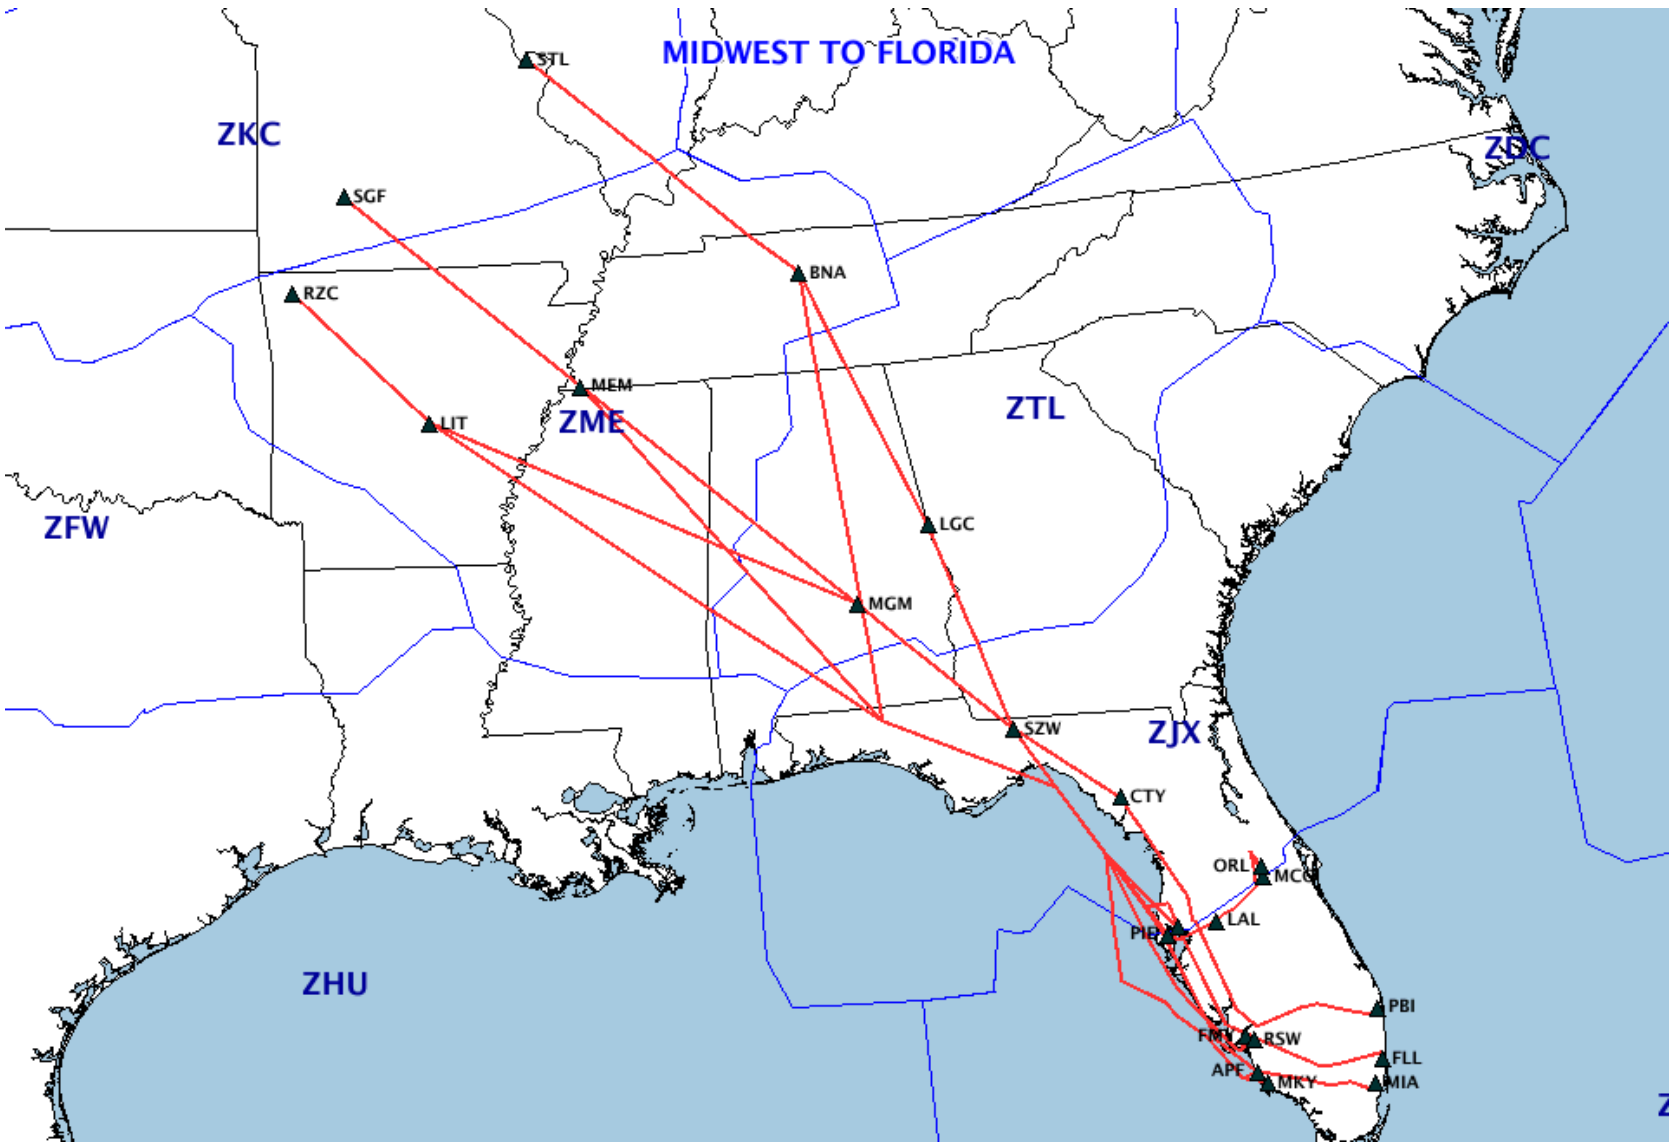 MIDWEST TO FLORIDA
STL
ZKC
ZDC
SGF
BNA
RZC
MEM
ZME
ZTL
LIT
ZFW
LGC
MGM
SZW
ZJX
CTY
ORL
MCO
LAL
PIE
ZHU
PBI
FMY
RSW
FLL
APF
MKY
MIA
Z